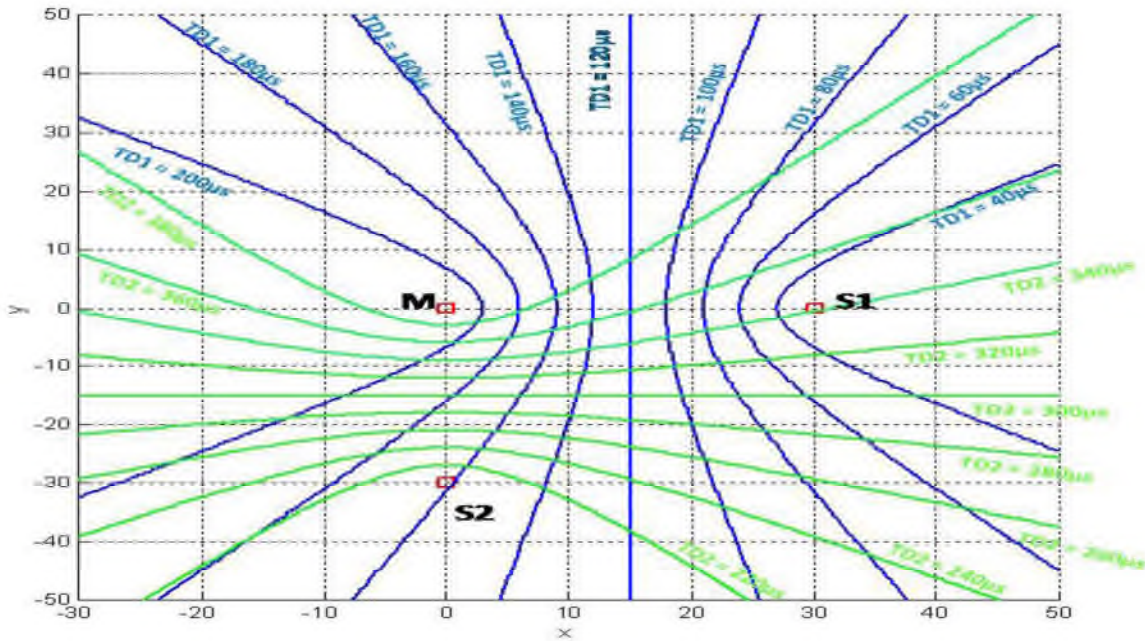 50
40
30
20
10
0
-10
-20
-30
-40
-50
y
TD1 = 180µs
TD1 = 160µs
TD1 = 140µs
TD1 = 120µs
TD1 = 100µs
TD1 = 80µs
TD1 = 60µs
TD1 = 200µs
TD1 = 40µs
TD2 = 380µs
TD2 = 360µs
TD2 = 340µs
M
S1
TD2 = 320µs
TD2 = 300µs
TD2 = 280µs
S2
TD2 = 260µs
TD2 = 240µs
TD2 = 220µs
-30 -20 -10 0 10 20 30 40 50
x